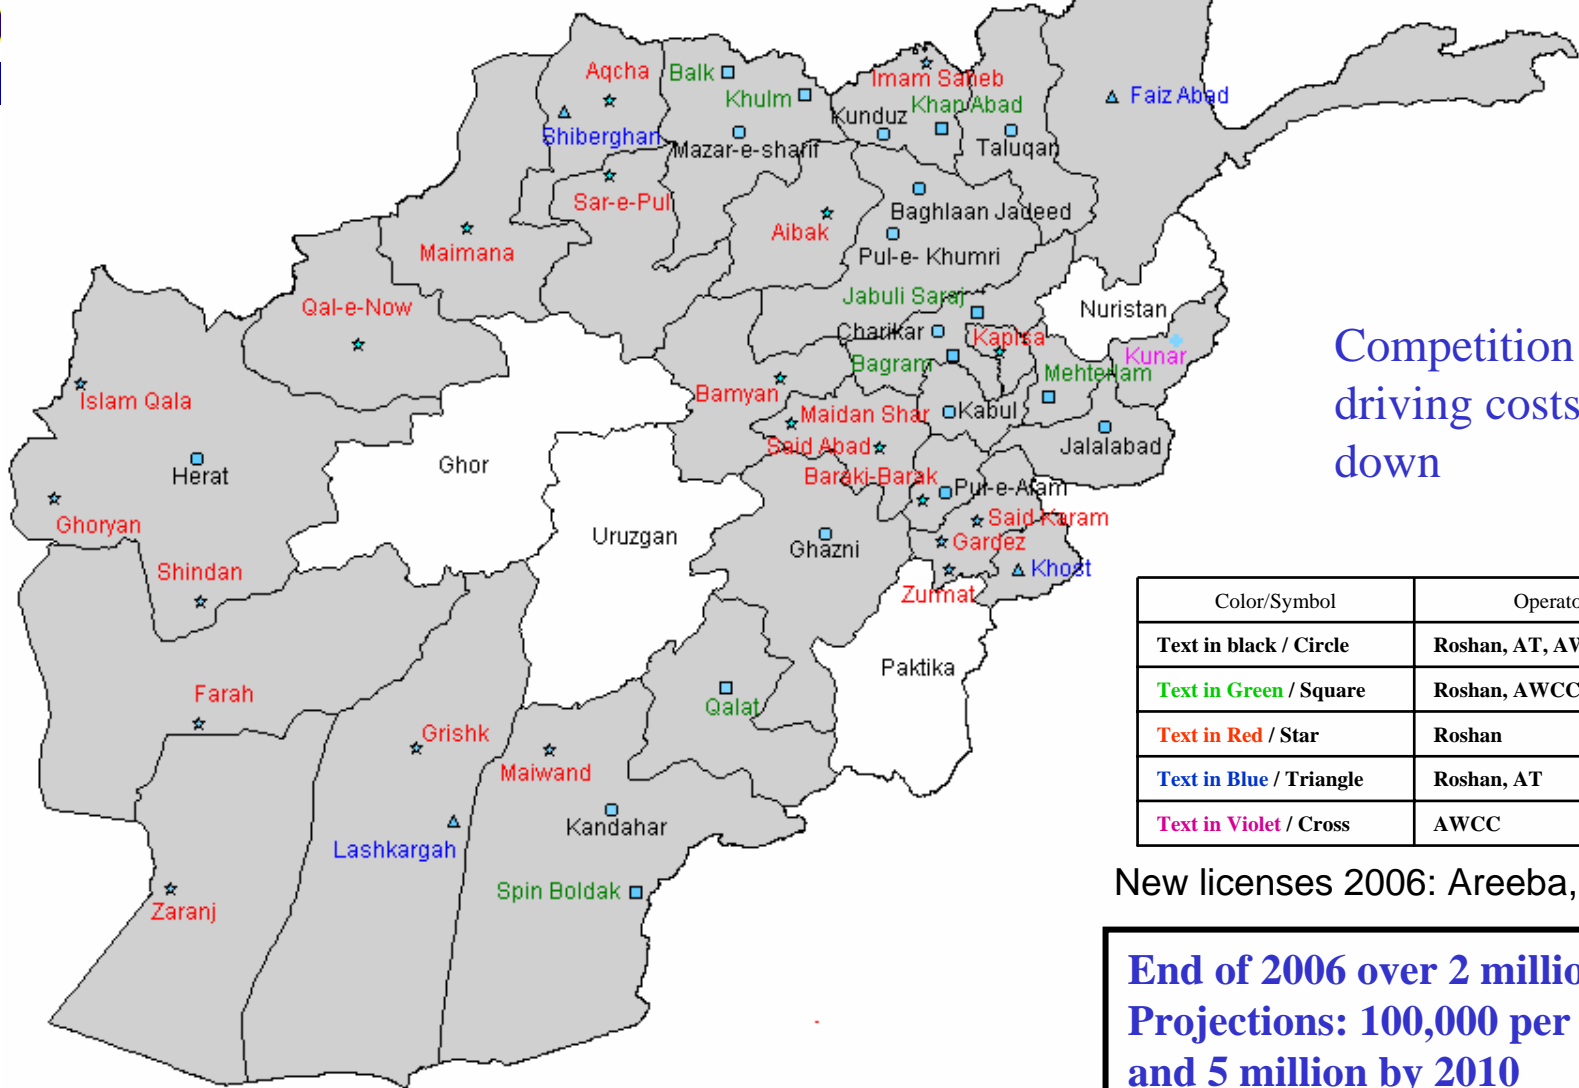 Aqcha
Balk
Imam Saheb
Khulm
Khan Abad
Faiz Abad
Shiberghan
Kunduz
Mazar-e-sharif
Taluqan
Sar-e-Pul
Baghlaan Jadeed
Maimana
Aibak
Pul-e- Khumri
Qal-e-Now
Jabuli Saraj
Nuristan
Charikar
Kapisa
Kunar
Bagram
Mehterlam
Islam Qala
Bamyan
Maidan Shar
Kabul
Said Abad
Jalalabad
Herat
Ghor
Baraki-Barak
Pul-e-Alam
Ghoryan
Uruzgan
Ghazni
Said Karam
Gardez
Shindan
Khost
Zurmat
Paktika
Farah
Qalat
Grishk
Maiwand
Kandahar
Lashkargah
Spin Boldak
Zaranj
Competition
driving costs
down
Color/Symbol
Text in black / Circle Roshan, AT,
Text in Green / Square Roshan, AWCC
Text in Red / Star Roshan
Text in Blue / Triangle Roshan, AT
Text in Violet / Cross AWCC
New licenses 2006: Areeba,
End of 2006 over 2
Projections: 100,000 per
and 5 million by 2010